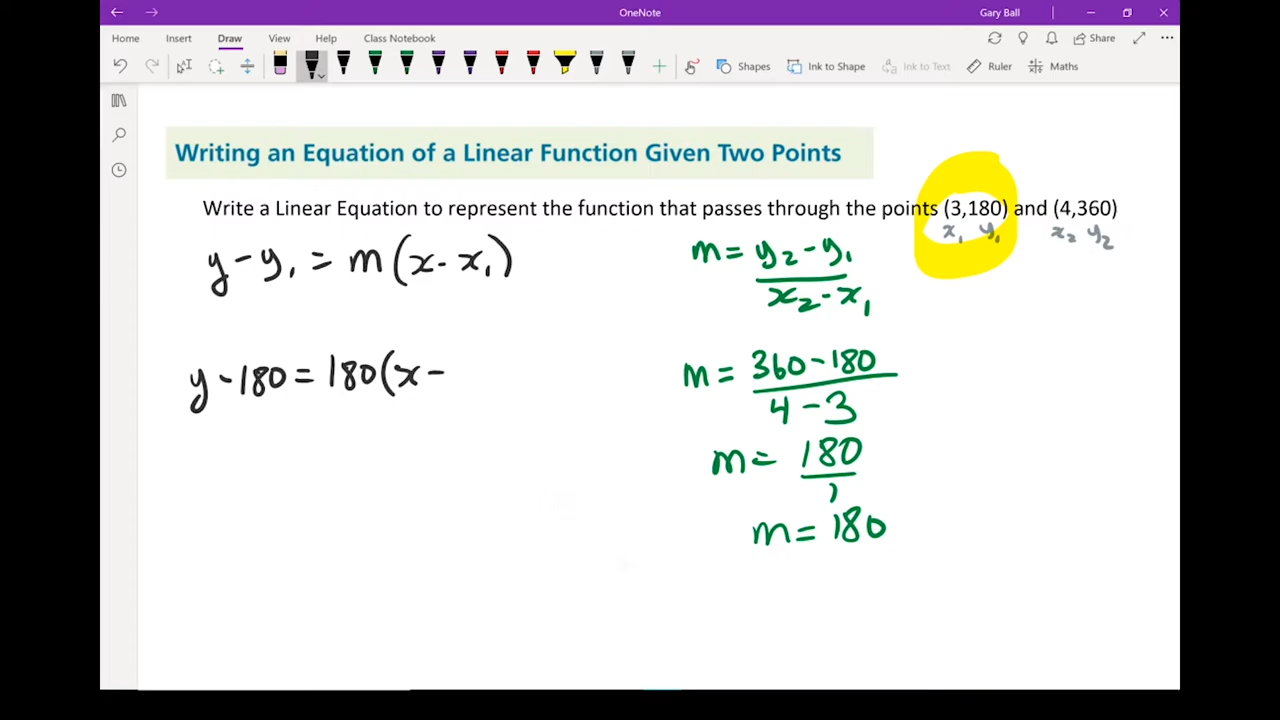 OneNote
Gary Ball
Home Insert Draw View Help Class Notebook
Share
Shapes Ink to Shape Ink to Text Ruler Maths
Writing an Equation of a Linear Function Given Two Points
Write a Linear Equation to represent the function that passes through the points (3,180) and (4,360)
x₁ y₁ x₂ y₂
y - y₁ = m(x - x₁)
y - 180 = 180(x -
m = y₂ - y₁
x₂ - x₁
m = 360 - 180
4 - 3
m = 180
1
m = 180